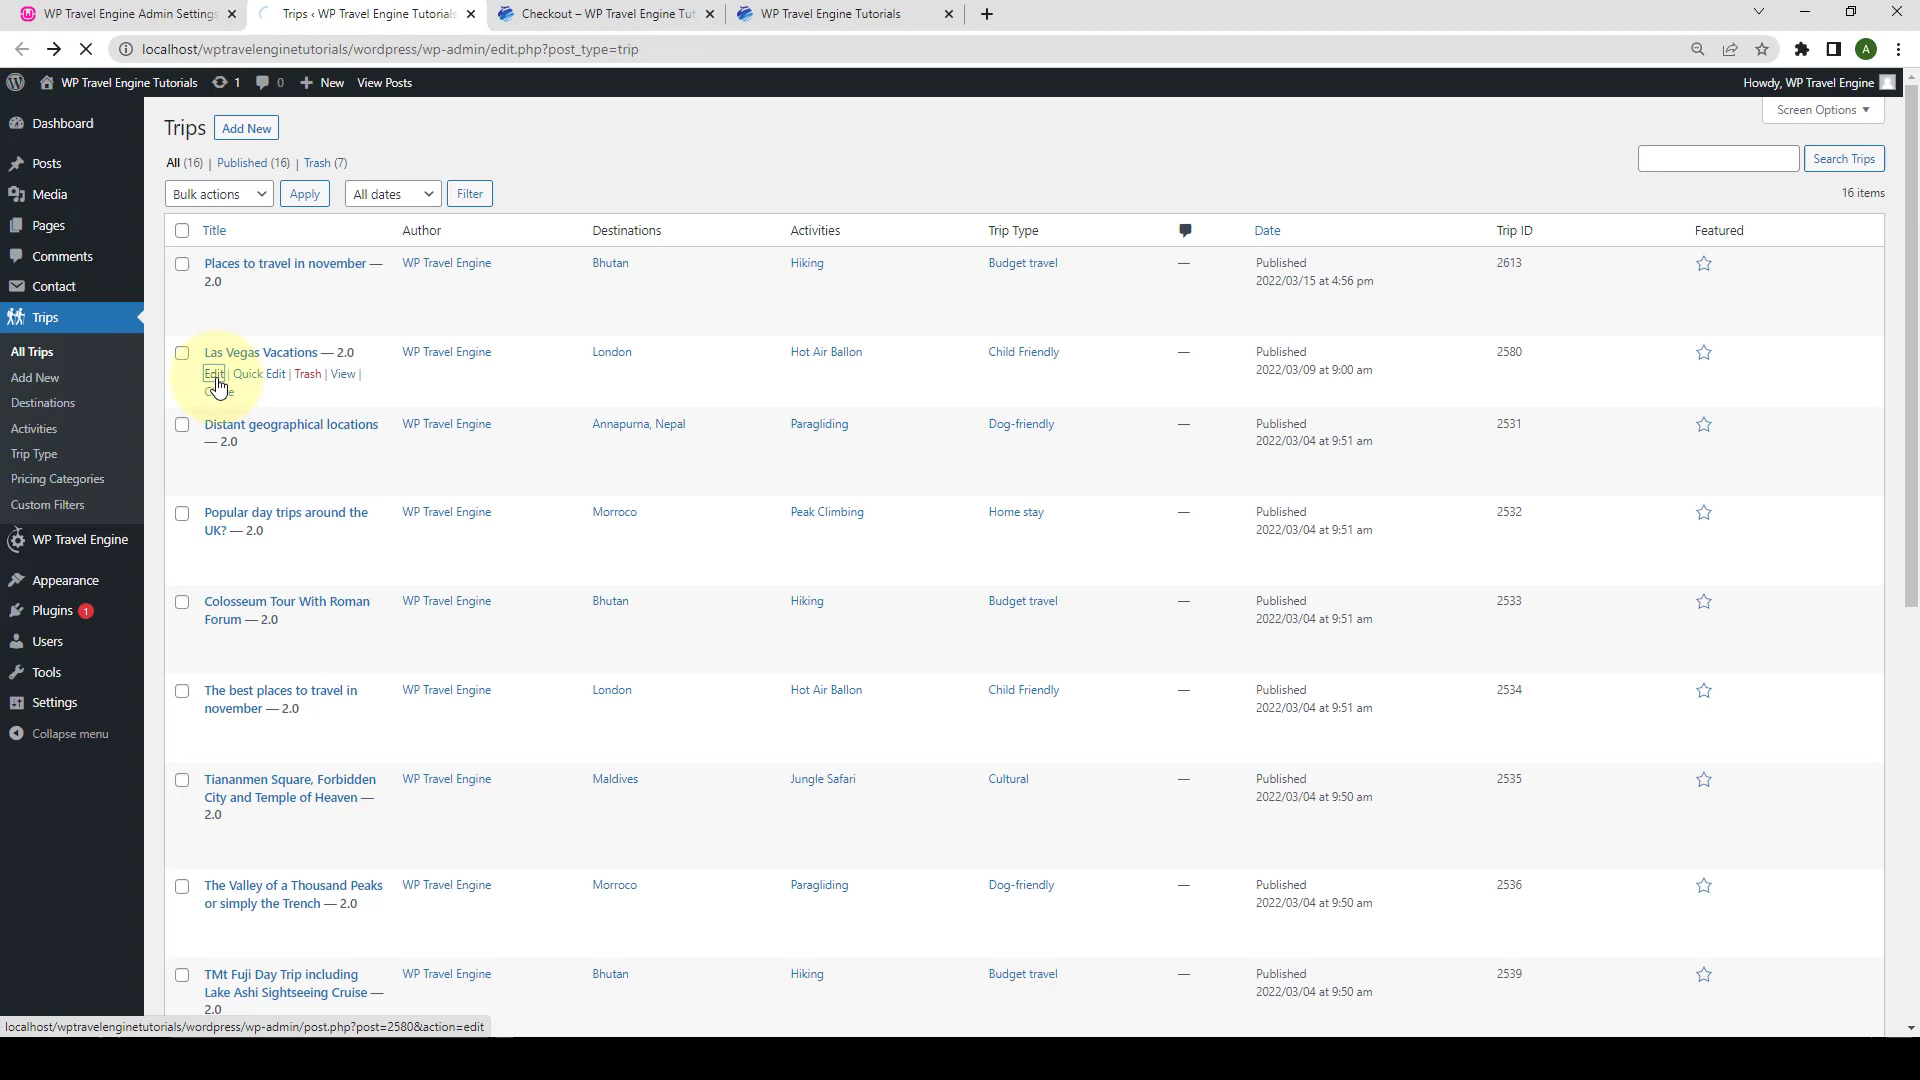 WP Travel Engine Admin Settings
Trips ‹ WP Travel Engine Tutorials
Checkout – WP Travel Engine Tut
WP Travel Engine Tutorials
localhost/wptravelenginetutorials/wordpress/wp-admin/edit.php?post_type=trip
A
WP Travel Engine Tutorials 1 0 New View Posts
Howdy, WP Travel Engine
Dashboard
Posts
Media
Pages
Comments
Contact
Trips
All Trips
Add New
Destinations
Activities
Trip Type
Pricing Categories
Custom Filters
WP Travel Engine
Appearance
Plugins 1
Users
Tools
Settings
Collapse menu
Screen Options
Trips Add New
All (16) | Published (16) | Trash (7)
Search Trips
Bulk actions Apply All dates Filter
16 items
Title Author Destinations Activities Trip Type Date Trip ID Featured
Places to travel in november — WP Travel Engine Bhutan Hiking Budget travel — Published 2613
2.0 2022/03/15 at 4:56 pm
Las Vegas Vacations — 2.0 WP Travel Engine London Hot Air Ballon Child Friendly — Published 2580
Edit | Quick Edit | Trash | View | 2022/03/09 at 9:00 am
Distant geographical locations WP Travel Engine Annapurna, Nepal Paragliding Dog-friendly — Published 2531
— 2.0 2022/03/04 at 9:51 am
Popular day trips around the WP Travel Engine Morroco Peak Climbing Home stay — Published 2532
UK? — 2.0 2022/03/04 at 9:51 am
Colosseum Tour With Roman WP Travel Engine Bhutan Hiking Budget travel — Published 2533
Forum — 2.0 2022/03/04 at 9:51 am
The best places to travel in WP Travel Engine London Hot Air Ballon Child Friendly — Published 2534
november — 2.0 2022/03/04 at 9:51 am
Tiananmen Square, Forbidden WP Travel Engine Maldives Jungle Safari Cultural — Published 2535
City and Temple of Heaven — 2022/03/04 at 9:50 am
2.0
The Valley of a Thousand Peaks WP Travel Engine Morroco Paragliding Dog-friendly — Published 2536
or simply the Trench — 2.0 2022/03/04 at 9:50 am
TMt Fuji Day Trip including WP Travel Engine Bhutan Hiking Budget travel — Published 2539
Lake Ashi Sightseeing Cruise — 2022/03/04 at 9:50 am
2.0
localhost/wptravelenginetutorials/wordpress/wp-admin/post.php?post=2580&action=edit